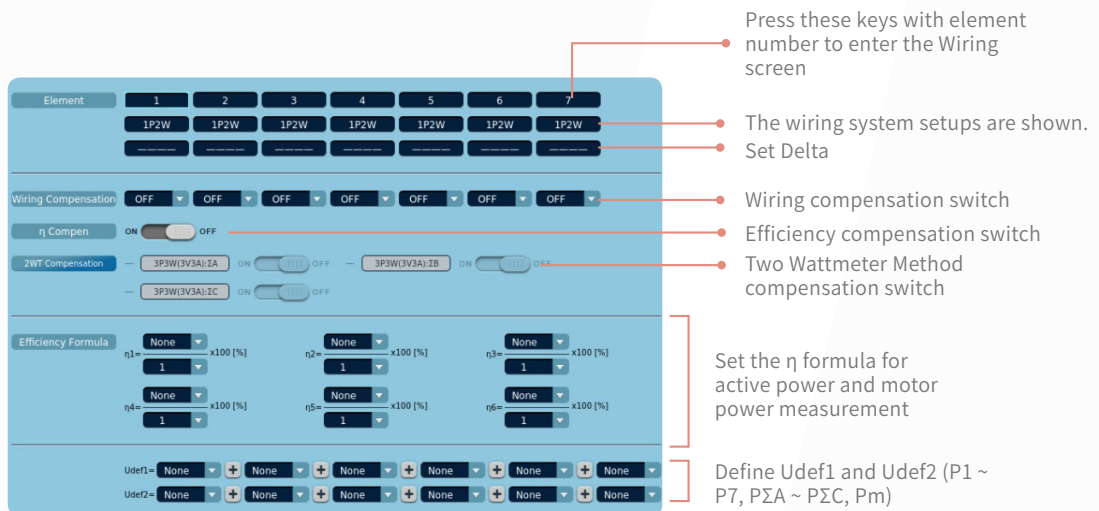 Press these keys with element
number to enter the Wiring
screen
Element 1 2 3 4 5 6 7
1P2W 1P2W 1P2W 1P2W 1P2W 1P2W 1P2W
The wiring system setups are shown.
———— ———— ———— ———— ———— ———— ————
Set Delta
Wiring Compensation OFF OFF OFF OFF OFF OFF OFF
Wiring compensation switch
η Compen ON OFF
Efficiency compensation switch
2WT Compensation — 3P3W(3V3A):ΣA ON OFF — 3P3W(3V3A):ΣB ON OFF
Two Wattmeter Method
compensation switch
— 3P3W(3V3A):ΣC ON OFF
Efficiency Formula
None None None
η1= x100 [%] η2= x100 [%] η3= x100 [%]
1 1 1
None None None
η4= x100 [%] η5= x100 [%] η6= x100 [%]
1 1 1
Set the η formula for
active power and motor
power measurement
Udef1= None + None + None + None + None + None
Udef2= None + None + None + None + None + None
Define Udef1 and Udef2 (P1 ~
P7, PΣA ~ PΣC, Pm)